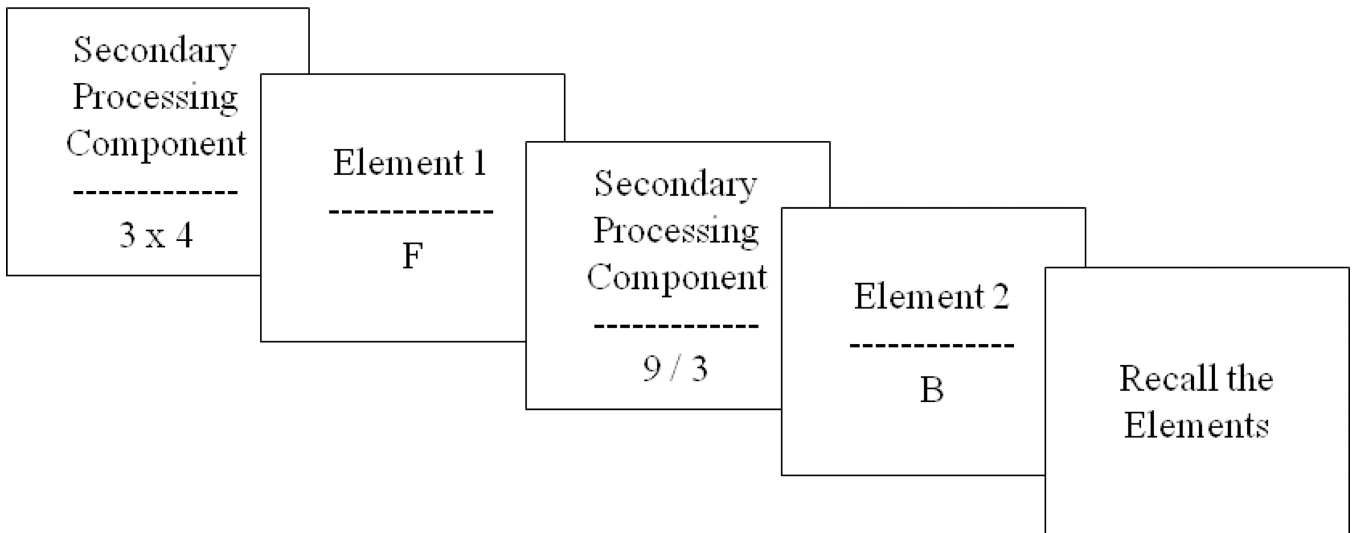 Secondary
Processing
Component
-------------
3 x 4
Element 1
-------------
F
Secondary
Processing
Component
-------------
9 / 3
Element 2
-------------
B
Recall the
Elements